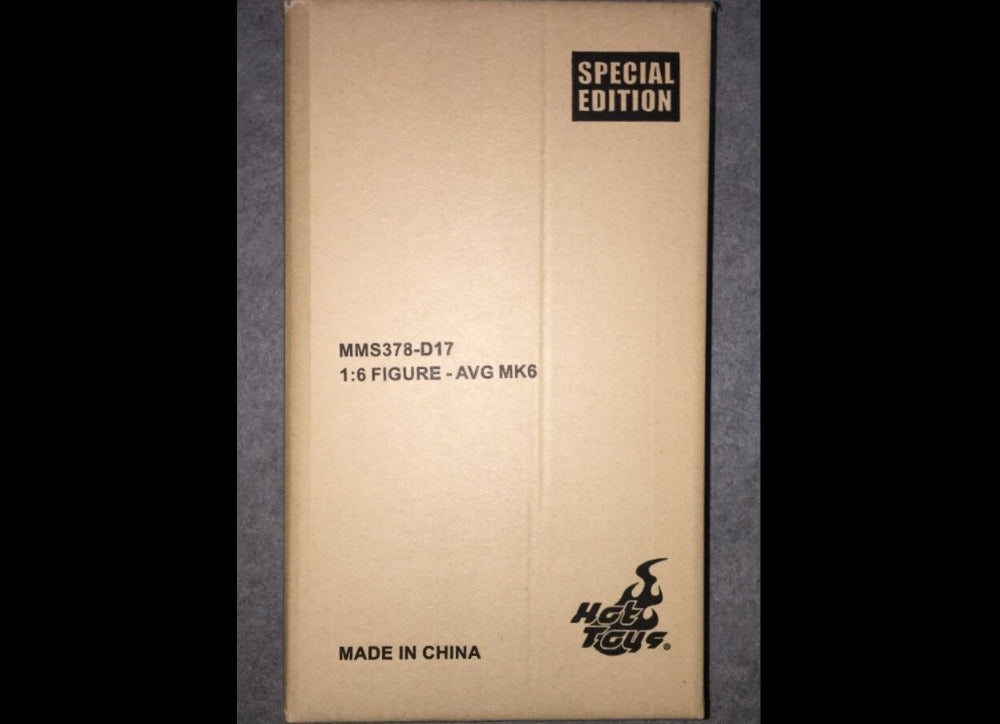 SPECIAL
EDITION
MMS378-D17
1:6 FIGURE - AVG MK6
Hot
Toys®
MADE IN CHINA